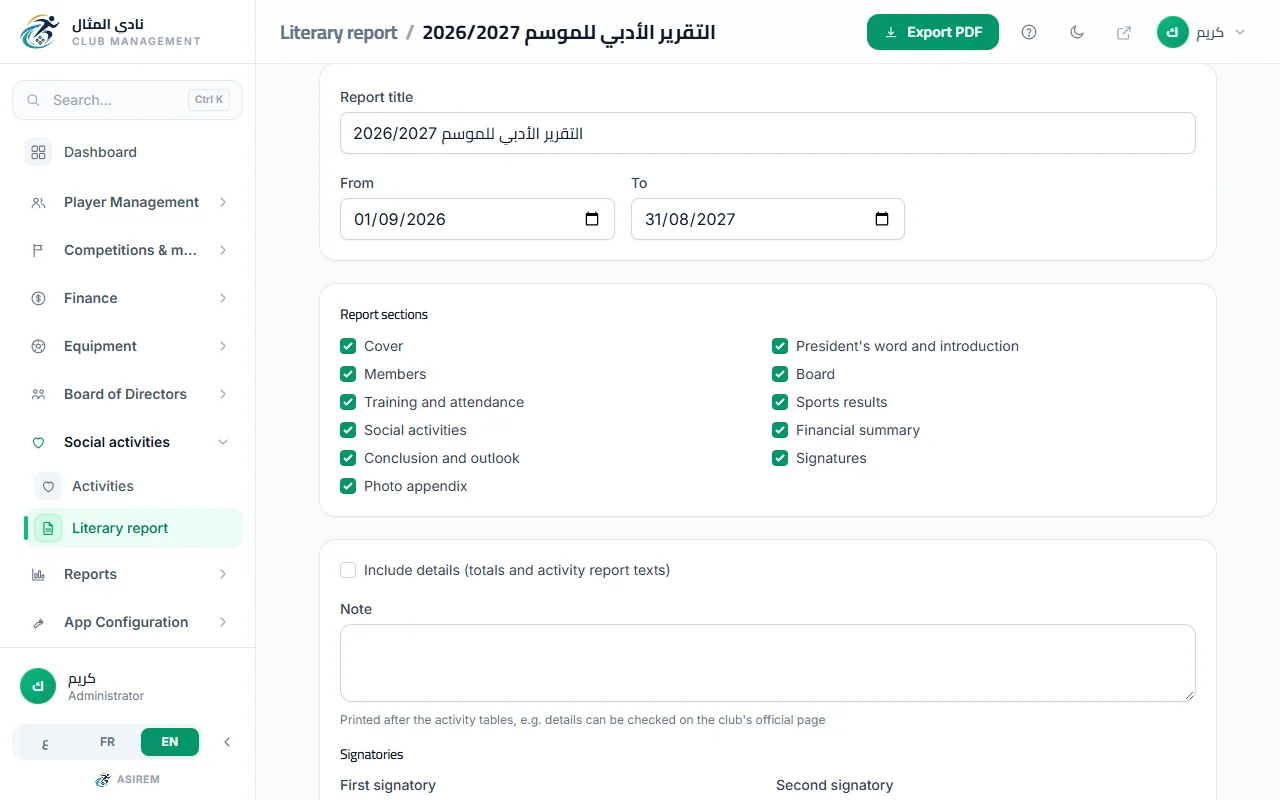 نادي المثال
CLUB MANAGEMENT
Search...
Ctrl K
Dashboard
Player Management
Competitions & m...
Finance
Equipment
Board of Directors
Social activities
Activities
Literary report
Reports
App Configuration
ك
كريم
Administrator
ع
FR
EN
ASIREM
Literary report / التقرير الأدبي للموسم 2026/2027
Export PDF
ك
كريم
Report title
التقرير الأدبي للموسم 2026/2027
From
To
01/09/2026
31/08/2027
Report sections
Cover
President's word and introduction
Members
Board
Training and attendance
Sports results
Social activities
Financial summary
Conclusion and outlook
Signatures
Photo appendix
Include details (totals and activity report texts)
Note
Printed after the activity tables, e.g. details can be checked on the club's official page
Signatories
First signatory
Second signatory